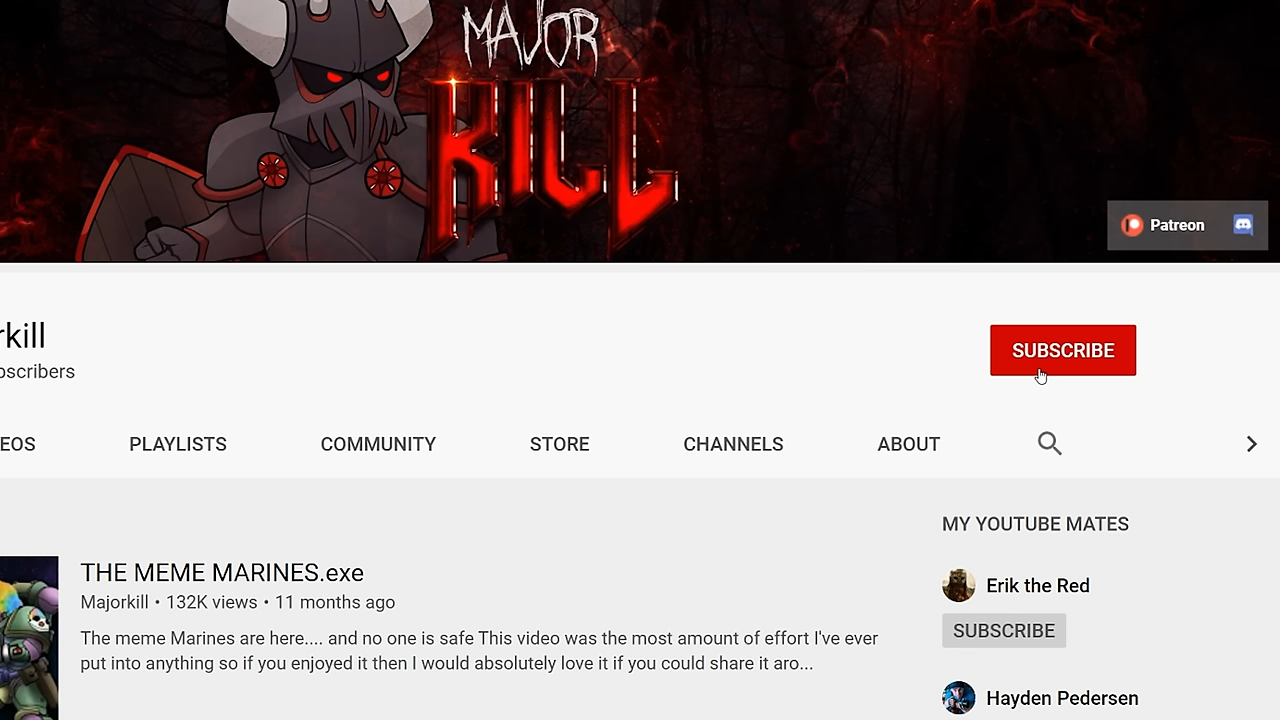 MAJOR
KILL
Patreon
rkill
bscribers
SUBSCRIBE
EOS
PLAYLISTS
COMMUNITY
STORE
CHANNELS
ABOUT
MY YOUTUBE MATES
THE MEME MARINES.exe
Majorkill • 132K views • 11 months ago
The meme Marines are here.... and no one is safe This video was the most amount of effort I've ever
put into anything so if you enjoyed it then I would absolutely love it if you could share it aro...
Erik the Red
SUBSCRIBE
Hayden Pedersen